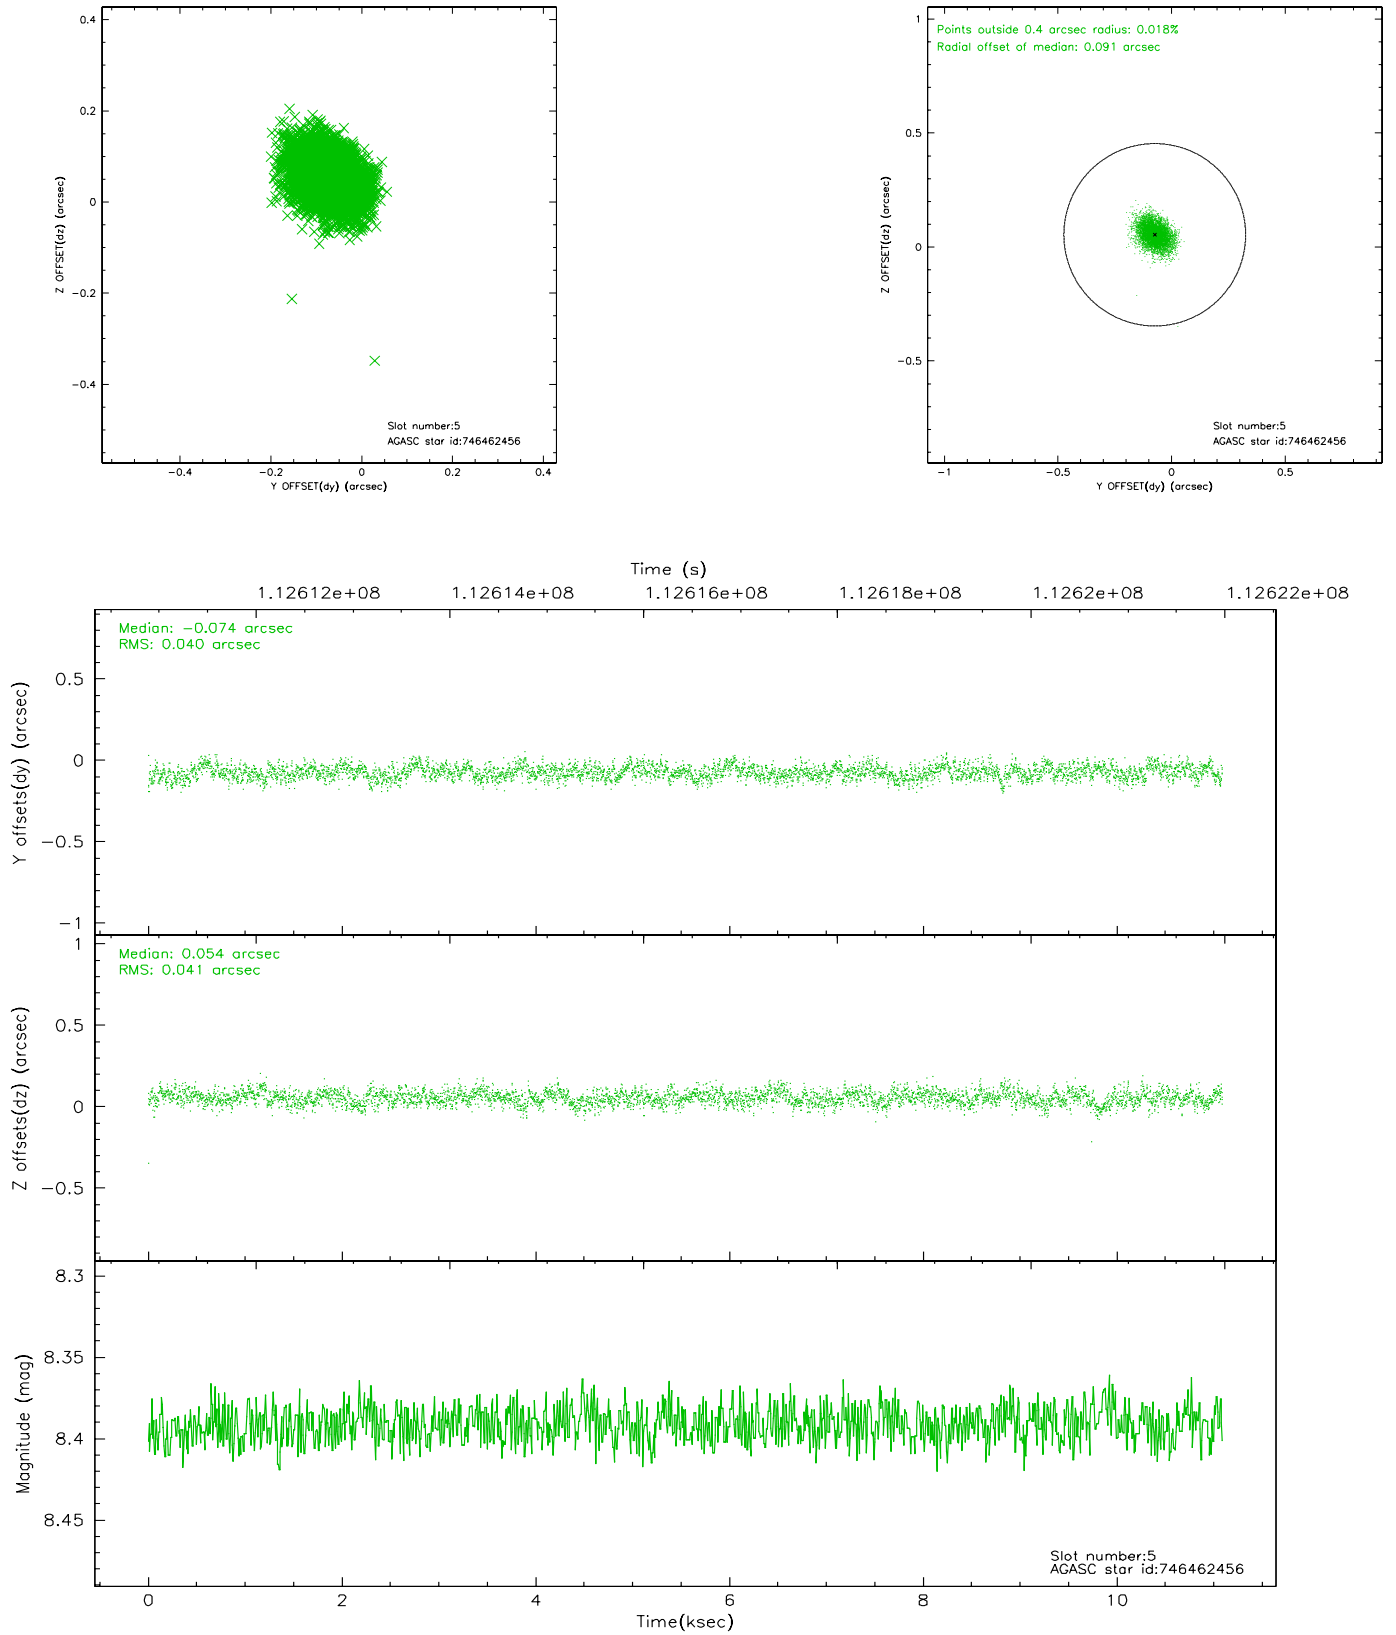 0.4
0.2
0
−0.2
−0.4
Z OFFSET(dz) (arcsec)
Slot number:5
AGASC star id:746462456
−0.4 −0.2 0 0.2 0.4
Y OFFSET(dy) (arcsec)
Points outside 0.4 arcsec radius: 0.018%
Radial offset of median: 0.091 arcsec
1
0.5
0
−0.5
Z OFFSET(dz) (arcsec)
Slot number:5
AGASC star id:746462456
−1 −0.5 0 0.5
Y OFFSET(dy) (arcsec)
Time (s)
1.12612e+08 1.12614e+08 1.12616e+08 1.12618e+08 1.1262e+08 1.12622e+08
Median: −0.074 arcsec
RMS: 0.040 arcsec
0.5
0
−0.5
−1
Y offsets(dy) (arcsec)
Median: 0.054 arcsec
RMS: 0.041 arcsec
1
0.5
0
−0.5
Z offsets(dz) (arcsec)
8.3
8.35
8.4
8.45
Magnitude (mag)
Slot number:5
AGASC star id:746462456
0 2 4 6 8 10
Time(ksec)